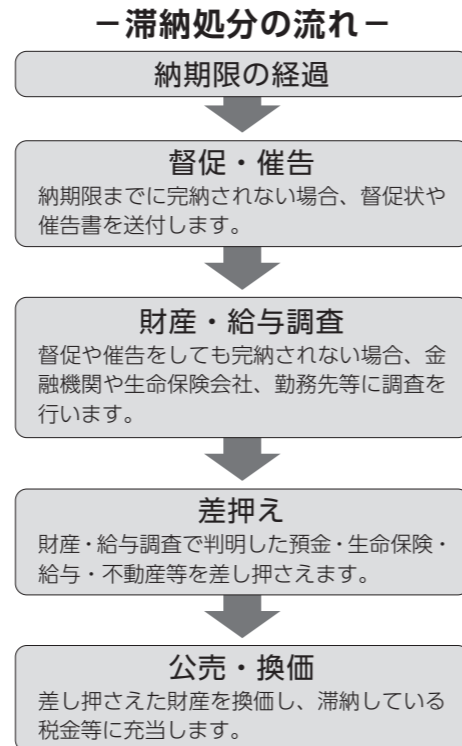 －滞納処分の流れ－
納期限の経過
督促・催告
納期限までに完納されない場合、督促状や
催告書を送付します。
財産・給与調査
督促や催告をしても完納されない場合、金
融機関や生命保険会社、勤務先等に調査を
行います。
差押え
財産・給与調査で判明した預金・生命保険・
給与・不動産等を差し押さえます。
公売・換価
差し押さえた財産を換価し、滞納している
税金等に充当します。